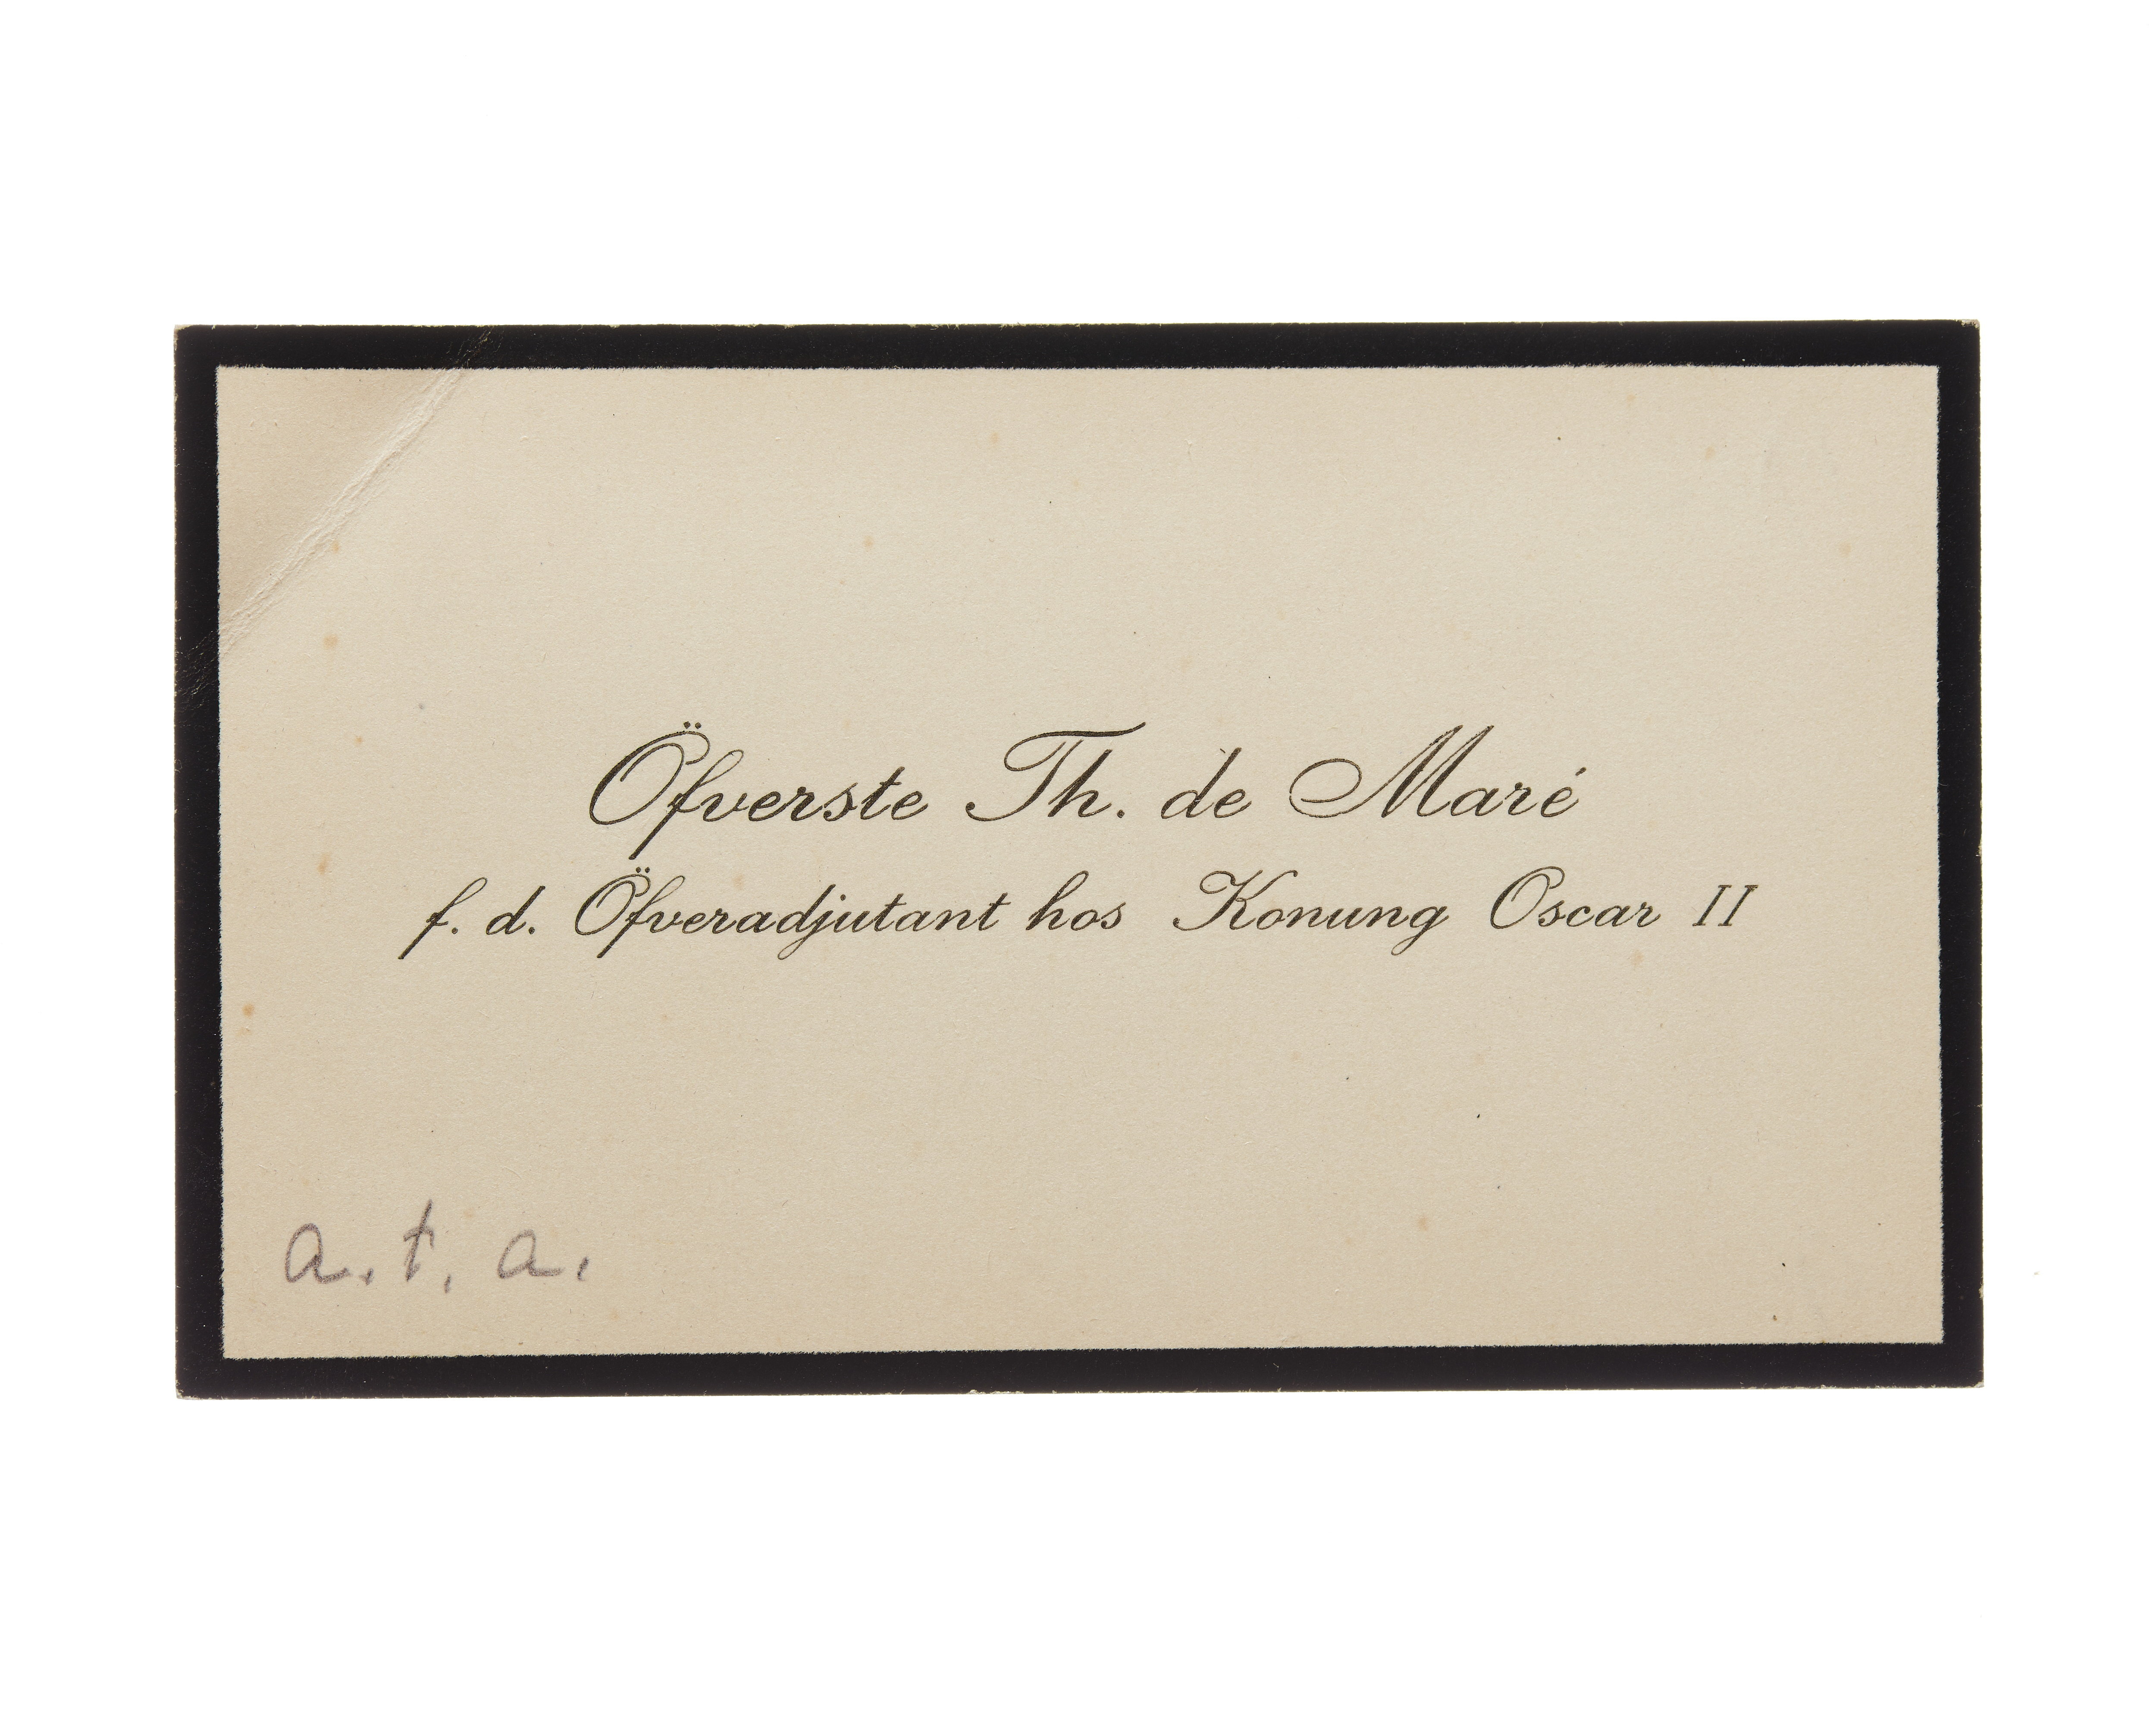 Öfverste Th. de Maré
f. d. Öfveradjutant hos Konung Oscar II
a. t. a.